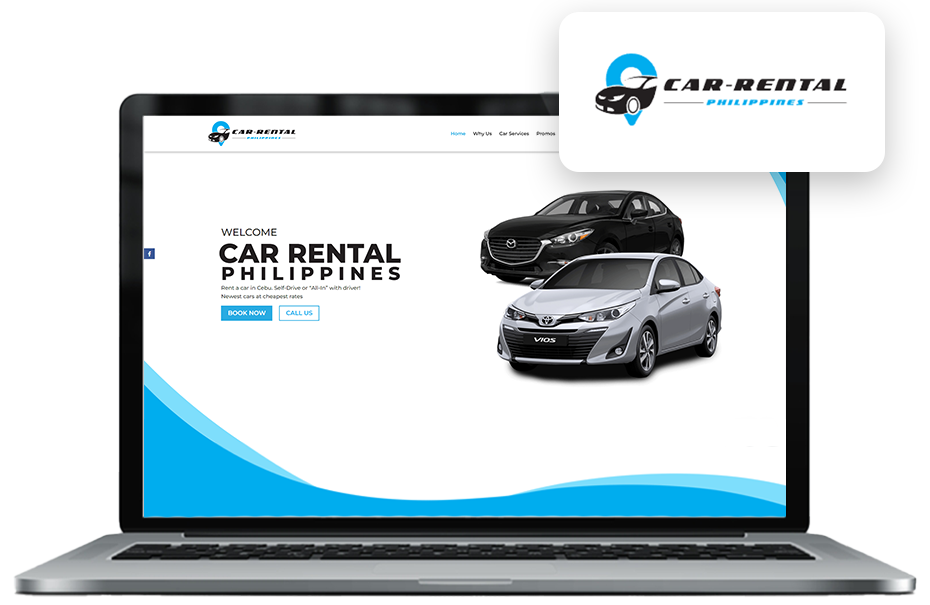 CAR-RENTAL
PHILIPPINES
CAR-RENTAL
PHILIPPINES
Home Why Us Car Services Promos
WELCOME
CAR RENTAL
PHILIPPINES
Rent a car in Cebu. Self-Drive or "All-In" with driver!
Newest cars at cheapest rates
BOOK NOW CALL US
f
VIOS